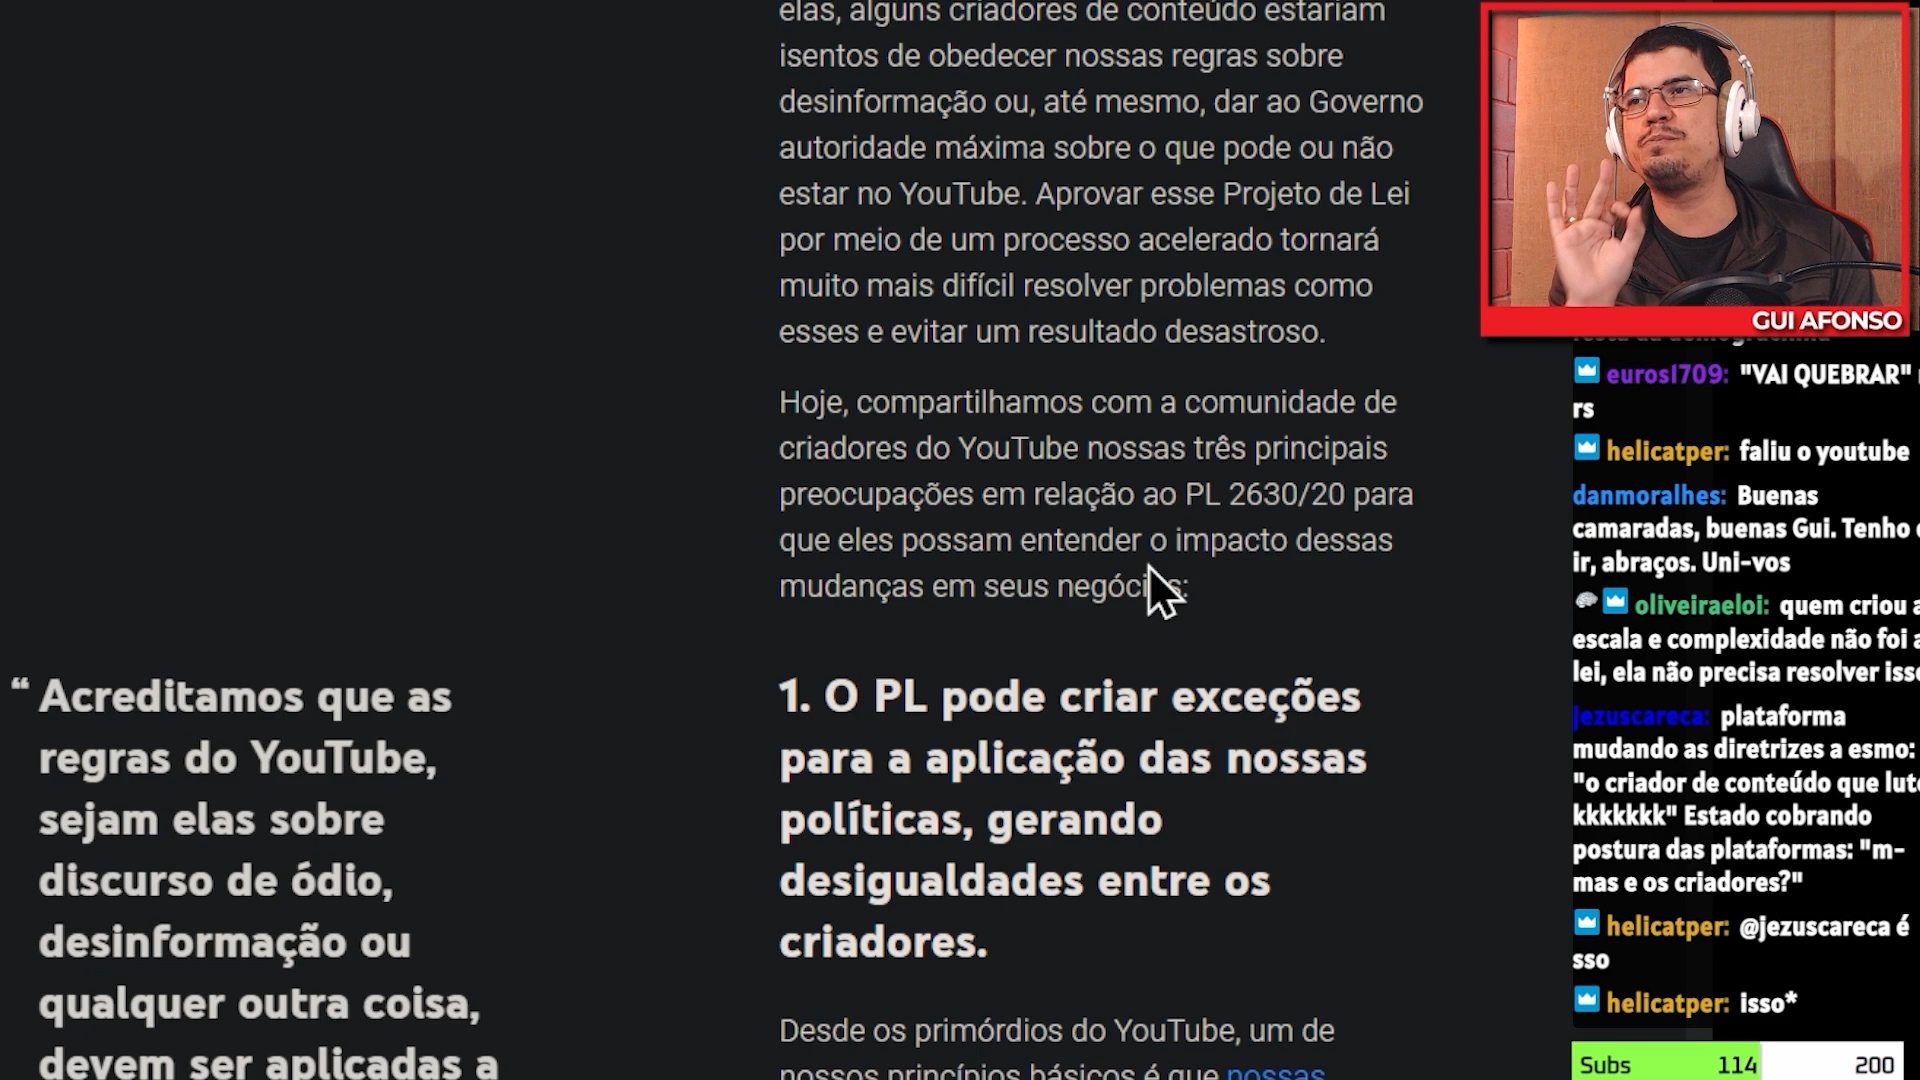 elas, alguns criadores de conteúdo estariam
isentos de obedecer nossas regras sobre
desinformação ou, até mesmo, dar ao Governo
autoridade máxima sobre o que pode ou não
estar no YouTube. Aprovar esse Projeto de Lei
por meio de um processo acelerado tornará
muito mais difícil resolver problemas como
esses e evitar um resultado desastroso.
Hoje, compartilhamos com a comunidade de
criadores do YouTube nossas três principais
preocupações em relação ao PL 2630/20 para
que eles possam entender o impacto dessas
mudanças em seus negócios:
“ Acreditamos que as
regras do YouTube,
sejam elas sobre
discurso de ódio,
desinformação ou
qualquer outra coisa,
devem ser aplicadas a
1. O PL pode criar exceções
para a aplicação das nossas
políticas, gerando
desigualdades entre os
criadores.
Desde os primórdios do YouTube, um de
nossos princípios básicos é que nossas
GUI AFONSO
euros1709: "VAI QUEBRAR"
rs
helicatper: faliu o youtube
danmoralhes: Buenas
camaradas, buenas Gui. Tenho
ir, abraços. Uni-vos
oliveiraeloi: quem criou a
escala e complexidade não foi a
lei, ela não precisa resolver isso
jezuscareca: plataforma
mudando as diretrizes a esmo:
"o criador de conteúdo que lute
kkkkkkk" Estado cobrando
postura das plataformas: "m-
mas e os criadores?"
helicatper: @jezuscareca é
sso
helicatper: isso*
Subs 114 200